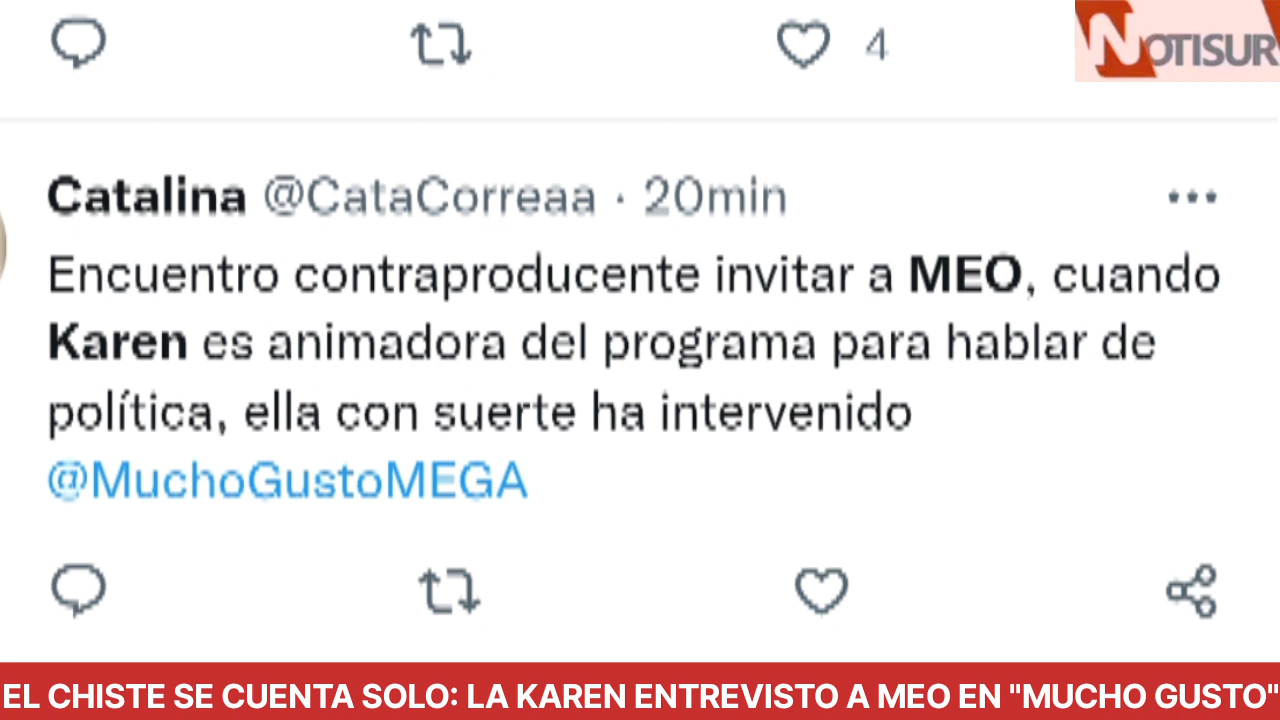 4
NOTISUR
Catalina @CataCorreaa · 20min
Encuentro contraproducente invitar a MEO, cuando
Karen es animadora del programa para hablar de
política, ella con suerte ha intervenido
@MuchoGustoMEGA
EL CHISTE SE CUENTA SOLO: LA KAREN ENTREVISTO A MEO EN "MUCHO GUSTO"